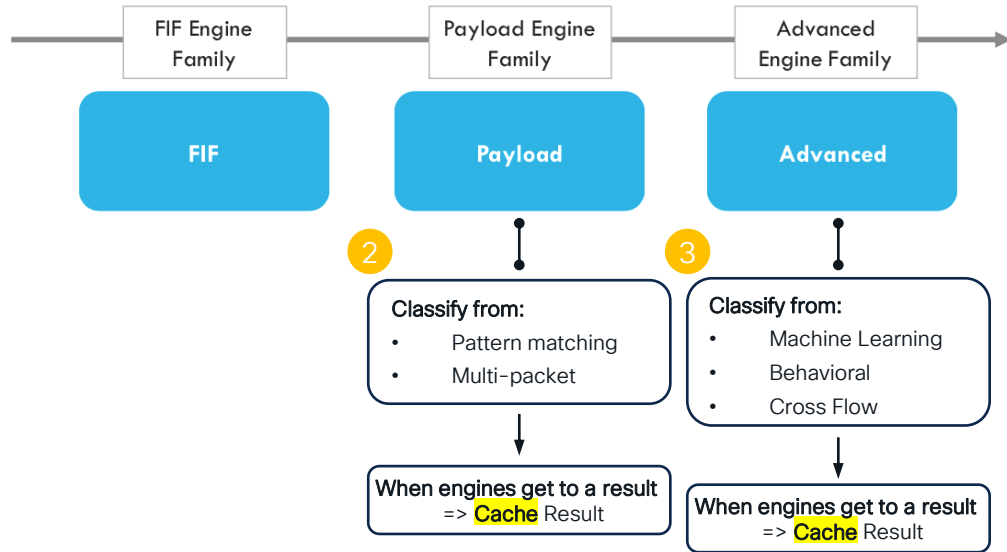 FIF Engine
Family
Payload Engine
Family
Advanced
Engine Family
FIF
Payload
Advanced
2
Classify from:
• Pattern matching
• Multi-packet
When engines get to a result
=> Cache Result
3
Classify from:
• Machine Learning
• Behavioral
• Cross Flow
When engines get to a result
=> Cache Result